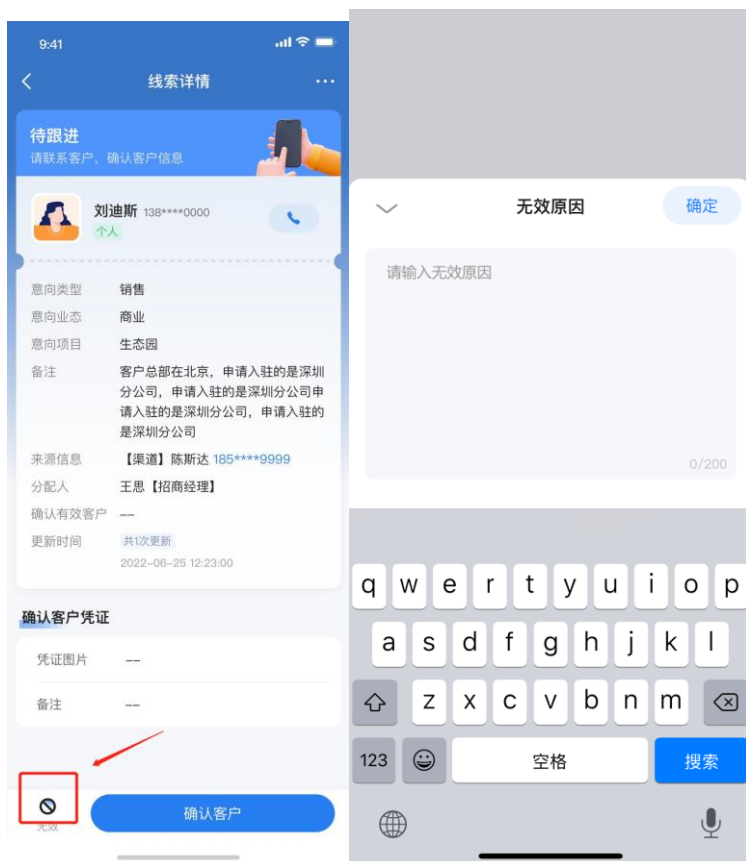 9:41
线索详情
待跟进
请联系客户，确认客户信息
刘迪斯 138****0000
个人
意向类型 销售
意向业态 商业
意向项目 生态园
备注 客户总部在北京，申请入驻的是深圳
分公司，申请入驻的是深圳分公司申
请入驻的是深圳分公司，申请入驻的
是深圳分公司
来源信息 【渠道】陈斯达 185****9999
分配人 王思【招商经理】
确认有效客户 --
更新时间 共1次更新
2022-06-25 12:23:00
确认客户凭证
凭证图片 --
备注 --
无效
确认客户
无效原因
确定
请输入无效原因
0/200
q w e r t y u i o p
a s d f g h j k l
z x c v b n m
123 空格 搜索